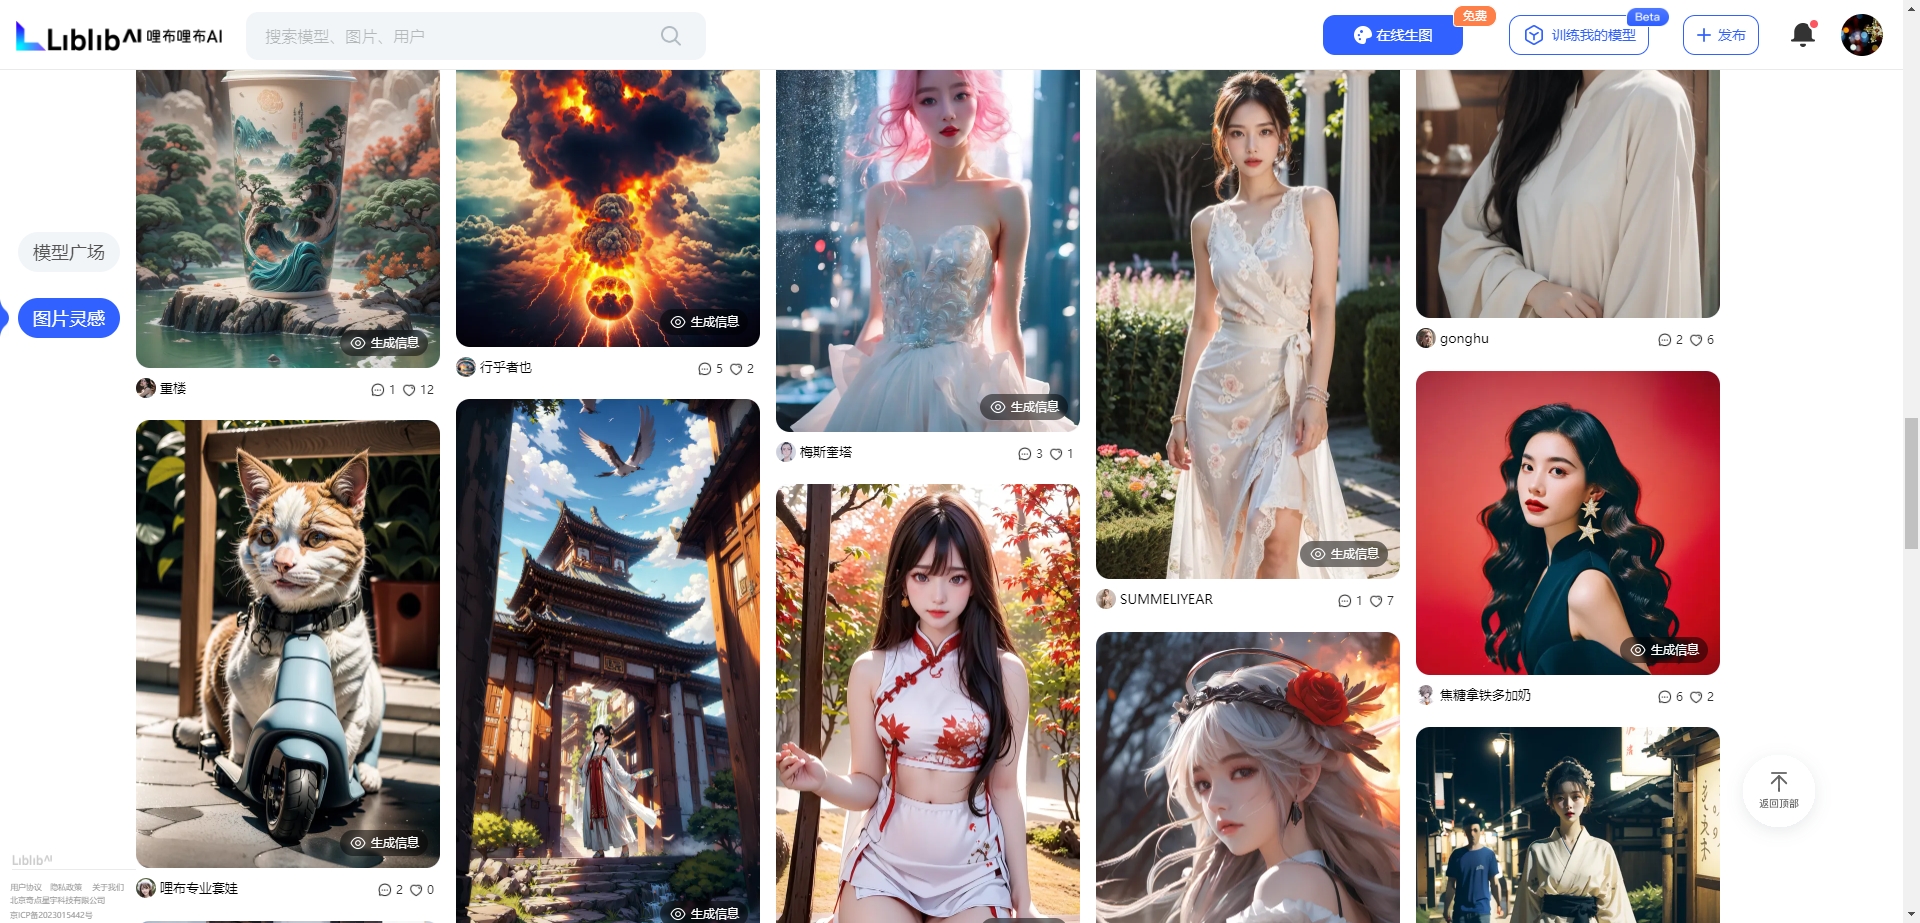 LiblibAI 哩布哩布AI
搜索模型、图片、用户
在线生图
免费
训练我的模型
Beta
发布
模型广场
图片灵感
生成信息
重楼
1
12
生成信息
哩布专业套娃
2
0
生成信息
行乎者也
5
2
生成信息
生成信息
梅斯奎塔
3
1
生成信息
SUMMELIYEAR
1
7
gonghu
2
6
生成信息
焦糖拿铁多加奶
6
2
返回顶部
LiblibAI
用户协议 隐私政策 关于我们
北京奇点星宇科技有限公司
京ICP备2023015442号